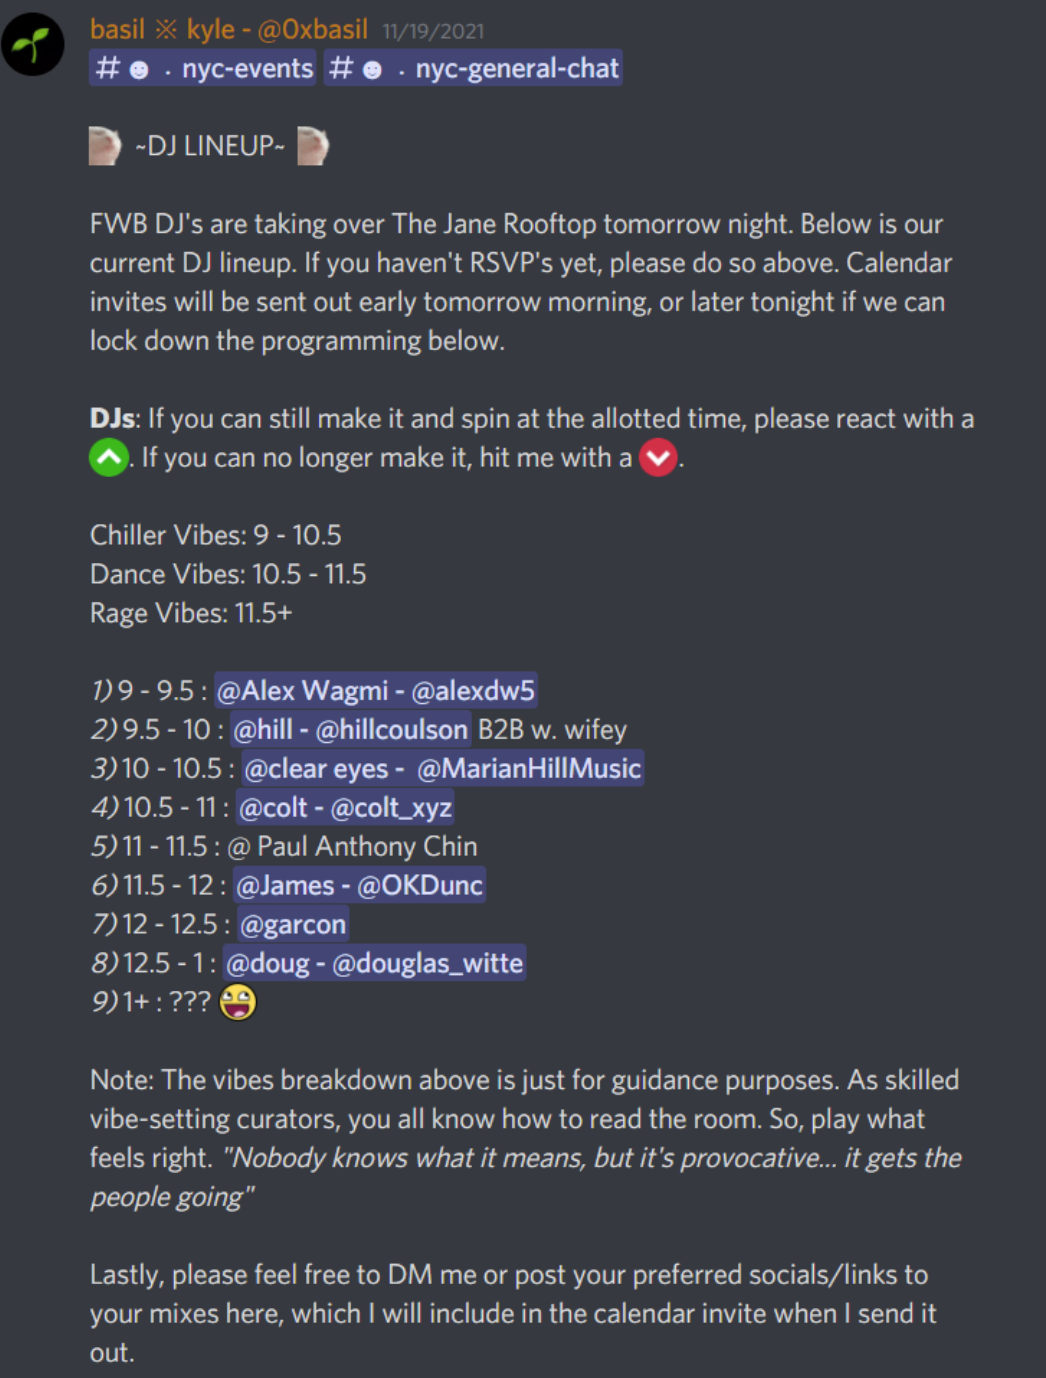 basil ※ kyle - @0xbasil 11/19/2021
# ☻ . nyc-events # ☻ . nyc-general-chat
~DJ LINEUP~
FWB DJ's are taking over The Jane Rooftop tomorrow night. Below is our
current DJ lineup. If you haven't RSVP's yet, please do so above. Calendar
invites will be sent out early tomorrow morning, or later tonight if we can
lock down the programming below.
DJs: If you can still make it and spin at the allotted time, please react with a
. If you can no longer make it, hit me with a .
Chiller Vibes: 9 - 10.5
Dance Vibes: 10.5 - 11.5
Rage Vibes: 11.5+
1) 9 - 9.5 : @Alex Wagmi - @alexdw5
2) 9.5 - 10 : @hill - @hillcoulson B2B w. wifey
3) 10 - 10.5 : @clear eyes - @MarianHillMusic
4) 10.5 - 11 : @colt - @colt_xyz
5) 11 - 11.5 : @ Paul Anthony Chin
6) 11.5 - 12 : @James - @OKDunc
7) 12 - 12.5 : @garcon
8) 12.5 - 1 : @doug - @douglas_witte
9) 1+ : ???
Note: The vibes breakdown above is just for guidance purposes. As skilled
vibe-setting curators, you all know how to read the room. So, play what
feels right. "Nobody knows what it means, but it's provocative... it gets the
people going"
Lastly, please feel free to DM me or post your preferred socials/links to
your mixes here, which I will include in the calendar invite when I send it
out.